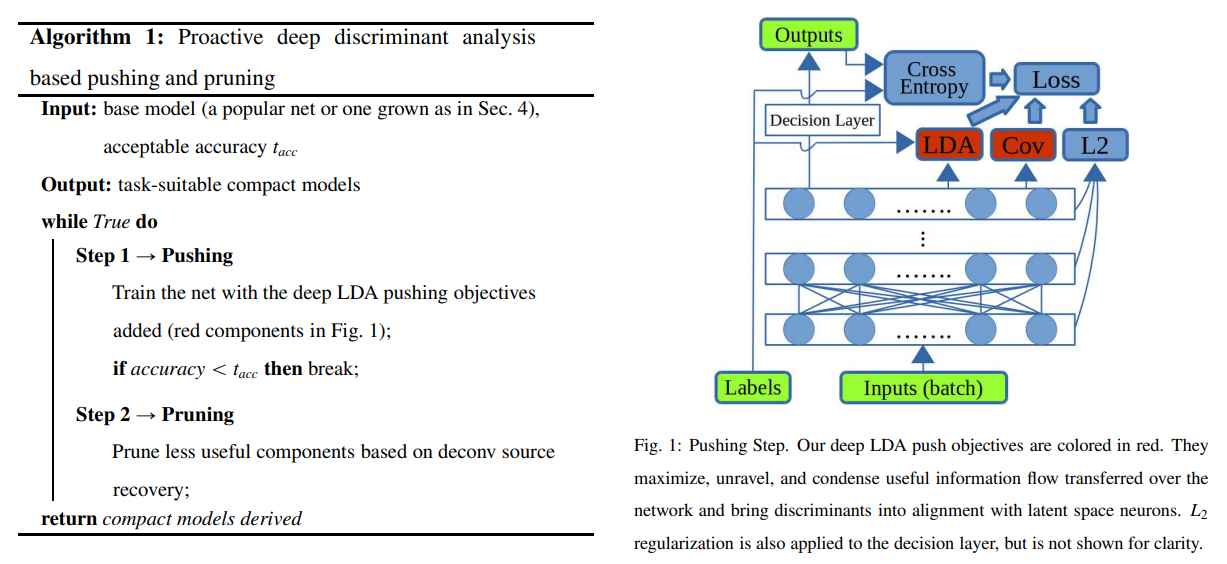 Algorithm 1: Proactive deep discriminant analysis
based pushing and pruning
Input: base model (a popular net or one grown as in Sec. 4),
acceptable accuracy t_acc
Output: task-suitable compact models
while True do
Step 1 → Pushing
Train the net with the deep LDA pushing objectives
added (red components in Fig. 1);
if accuracy < t_acc then break;
Step 2 → Pruning
Prune less useful components based on deconv source
recovery;
return compact models derived
Outputs
Cross
Entropy
Loss
Decision Layer
LDA
Cov
L2
.......
⋮
.......
.......
Labels
Inputs (batch)
Fig. 1: Pushing Step. Our deep LDA push objectives are colored in red. They
maximize, unravel, and condense useful information flow transferred over the
network and bring discriminants into alignment with latent space neurons. L₂
regularization is also applied to the decision layer, but is not shown for clarity.